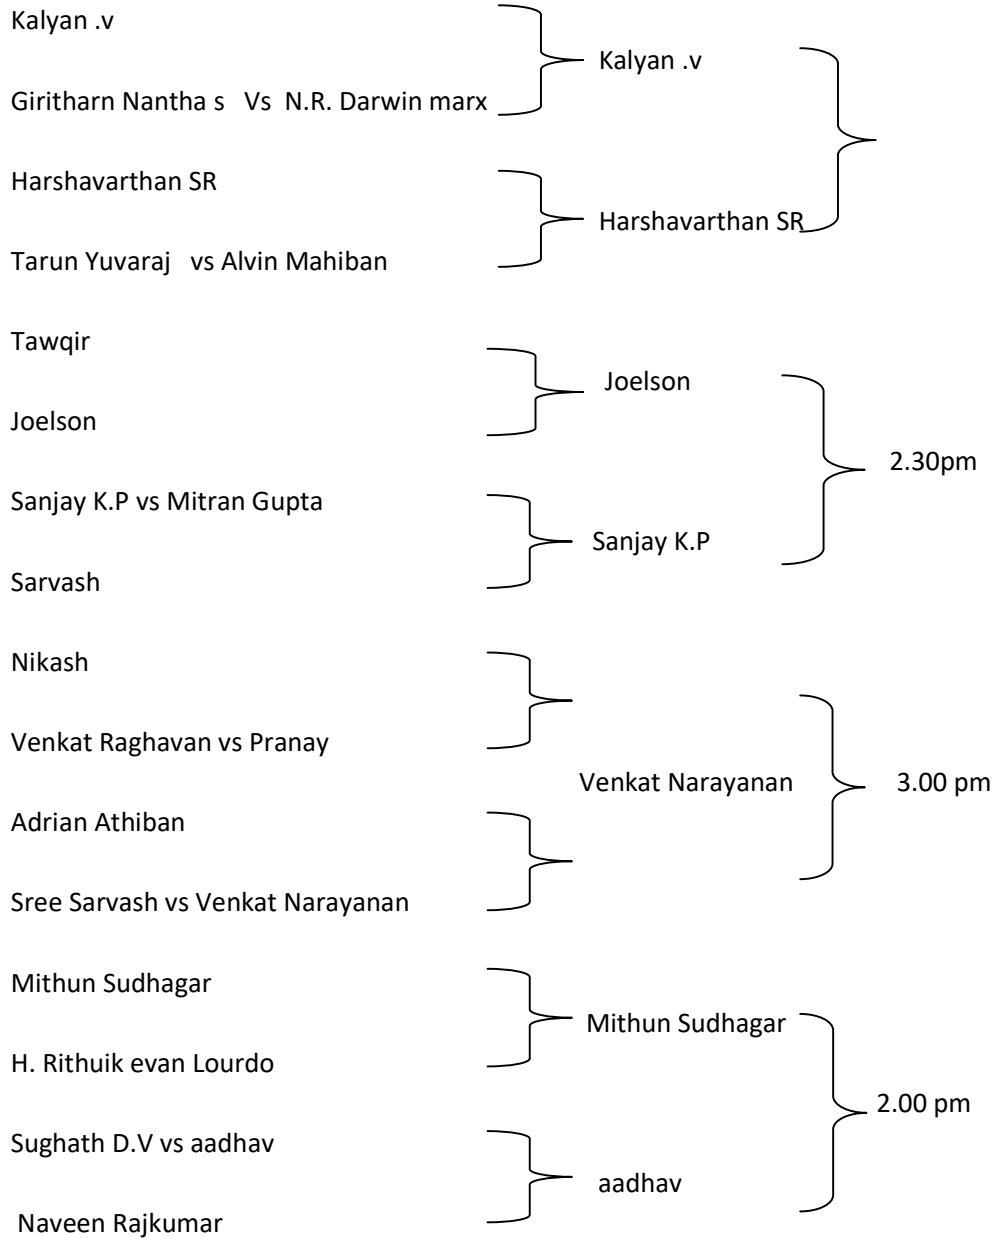 Kalyan .v
Kalyan .v
Giritharn Nantha s   Vs  N.R. Darwin marx
Harshavarthan SR
Harshavarthan SR
Tarun Yuvaraj   vs Alvin Mahiban
Tawqir
Joelson
Joelson
2.30pm
Sanjay K.P vs Mitran Gupta
Sanjay K.P
Sarvash
Nikash
Venkat Raghavan vs Pranay
Venkat Narayanan
3.00 pm
Adrian Athiban
Sree Sarvash vs Venkat Narayanan
Mithun Sudhagar
Mithun Sudhagar
H. Rithuik evan Lourdo
2.00 pm
Sughath D.V vs aadhav
aadhav
Naveen Rajkumar